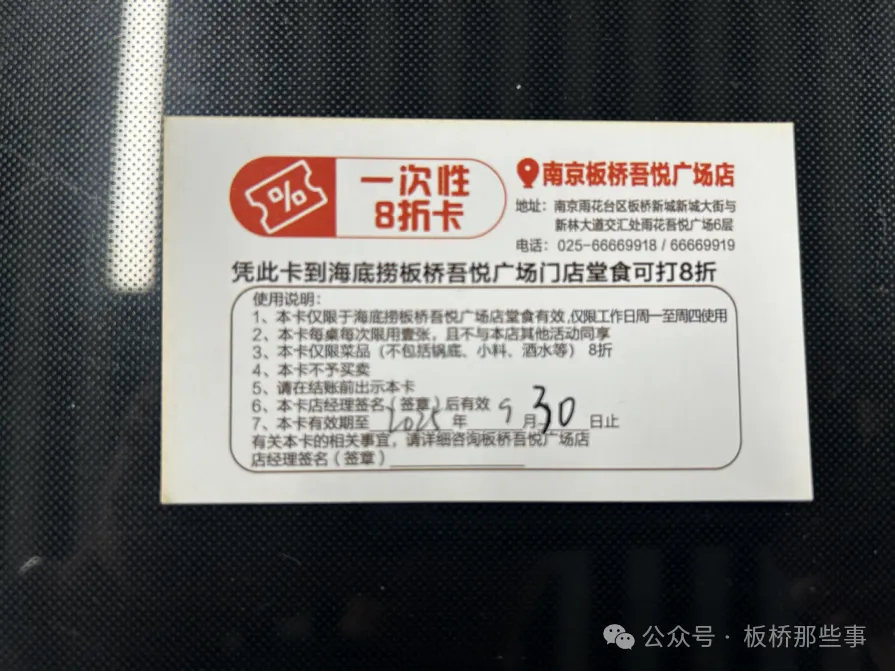 一次性
8折卡
南京板桥吾悦广场店
地址：南京雨花台区板桥新城新城大街与
新林大道交汇处雨花吾悦广场6层
电话：025-66669918 / 66669919
凭此卡到海底捞板桥吾悦广场门店堂食可打8折
使用说明：
1、本卡仅限于海底捞板桥吾悦广场店堂食有效，仅限工作日周一至周四使用
2、本卡每桌每次限用壹张，且不与本店其他活动同享
3、本卡仅限菜品（不包括锅底、小料、酒水等） 8折
4、本卡不予买卖
5、请在结账前出示本卡
6、本卡店经理签名（签章）后有效
7、本卡有效期至 2025 年 9 月 30 日止
有关本卡的相关事宜，请详细咨询板桥吾悦广场店
店经理签名（签章）
公众号 · 板桥那些事